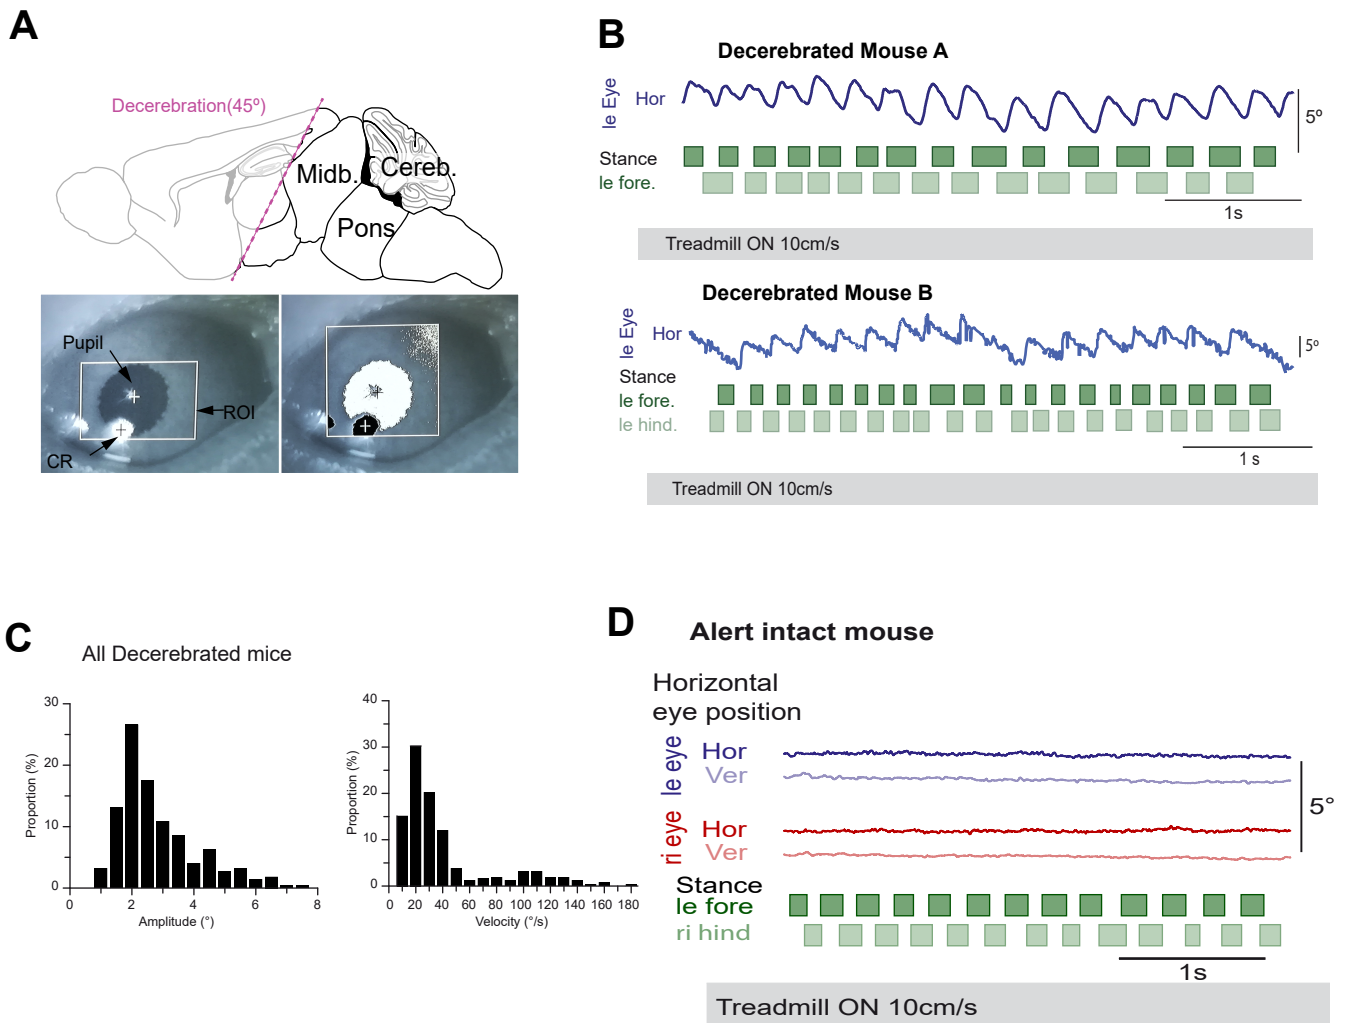 A
Decerebration(45º)
Midb.
Cereb.
Pons
Pupil
ROI
CR
B
Decerebrated Mouse A
le Eye
Hor
5º
Stance
le fore.
1s
Treadmill ON 10cm/s
Decerebrated Mouse B
le Eye
Hor
5º
Stance
le fore.
le hind.
1 s
Treadmill ON 10cm/s
C
All Decerebrated mice
30
20
10
0
Proportion (%)
0 2 4 6 8
Amplitude (°)
40
30
20
10
0
Proportion (%)
0 20 40 60 80 100 120 140 160 180
Velocity (°/s)
D
Alert intact mouse
Horizontal
eye position
le eye
Hor
Ver
ri eye
Hor
Ver
5°
Stance
le fore
ri hind
1s
Treadmill ON 10cm/s